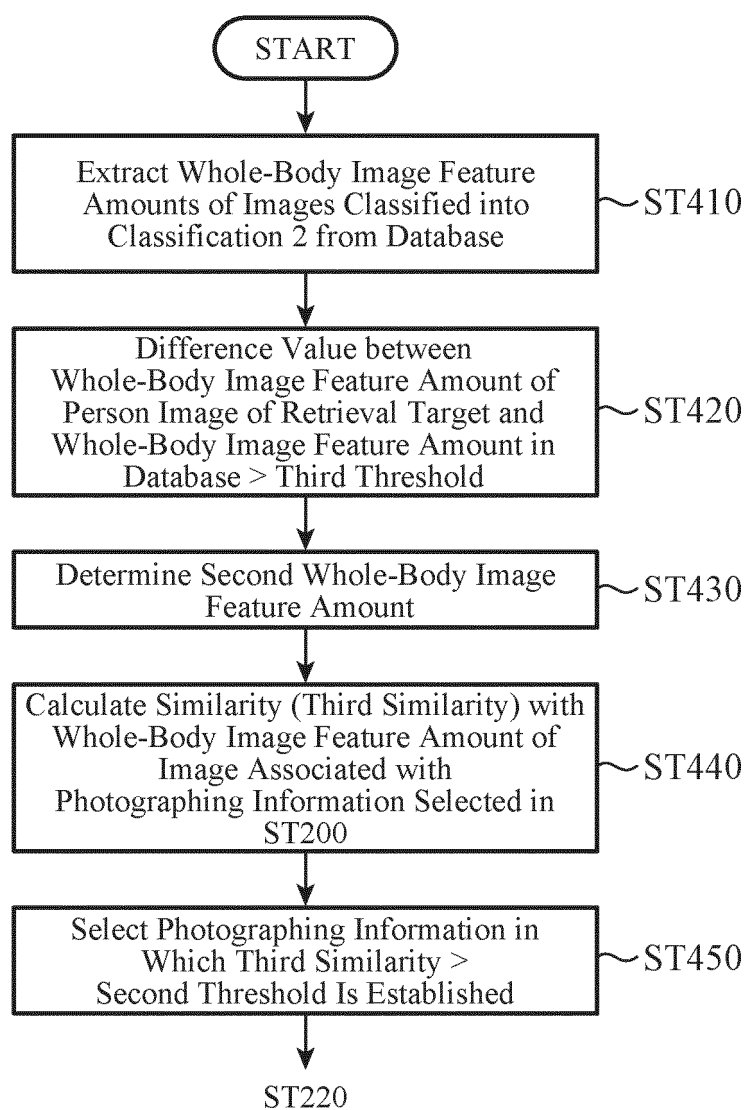 START
Extract Whole-Body Image Feature
Amounts of Images Classified into
Classification 2 from Database
ST410
Difference Value between
Whole-Body Image Feature Amount of
Person Image of Retrieval Target and
Whole-Body Image Feature Amount in
Database > Third Threshold
ST420
Determine Second Whole-Body Image
Feature Amount
ST430
Calculate Similarity (Third Similarity) with
Whole-Body Image Feature Amount of
Image Associated with
Photographing Information Selected in
ST200
ST440
Select Photographing Information in
Which Third Similarity >
Second Threshold Is Established
ST450
ST220